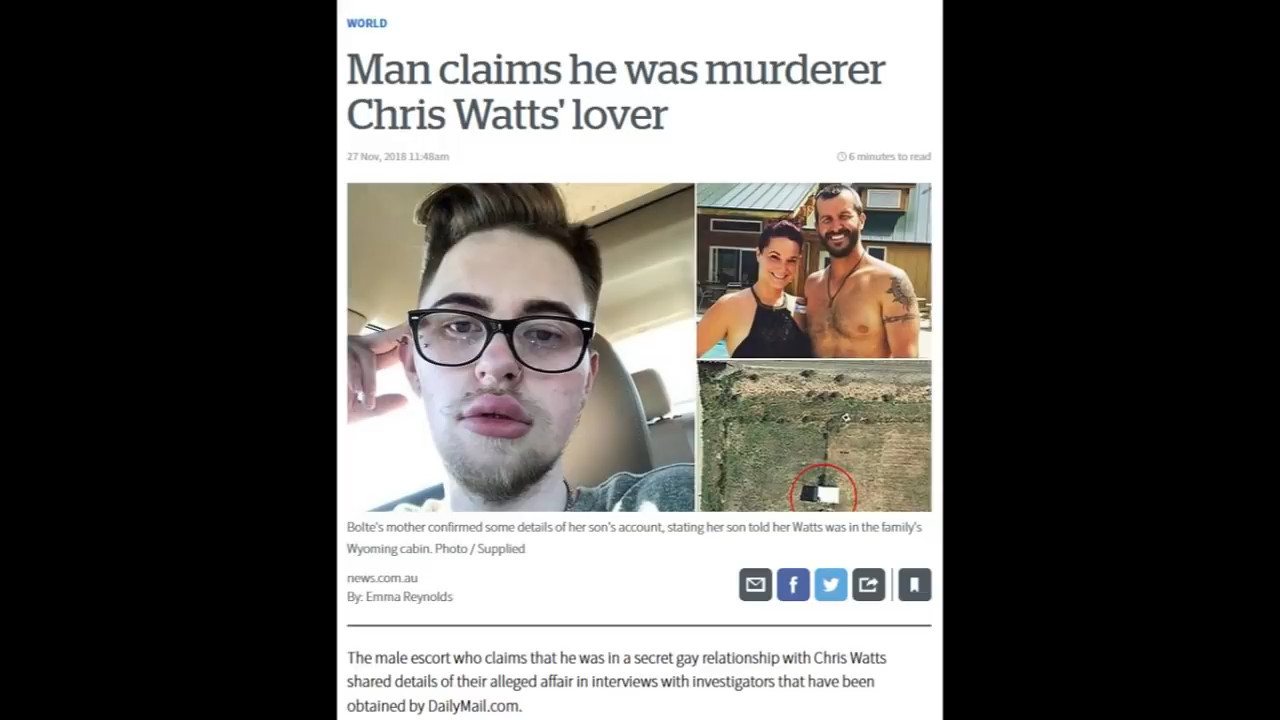 WORLD
Man claims he was murderer
Chris Watts' lover
27 Nov, 2018 11:48am
6 minutes to read
Bolte's mother confirmed some details of her son's account, stating her son told her Watts was in the family's
Wyoming cabin. Photo / Supplied
news.com.au
By: Emma Reynolds
The male escort who claims that he was in a secret gay relationship with Chris Watts
shared details of their alleged affair in interviews with investigators that have been
obtained by DailyMail.com.